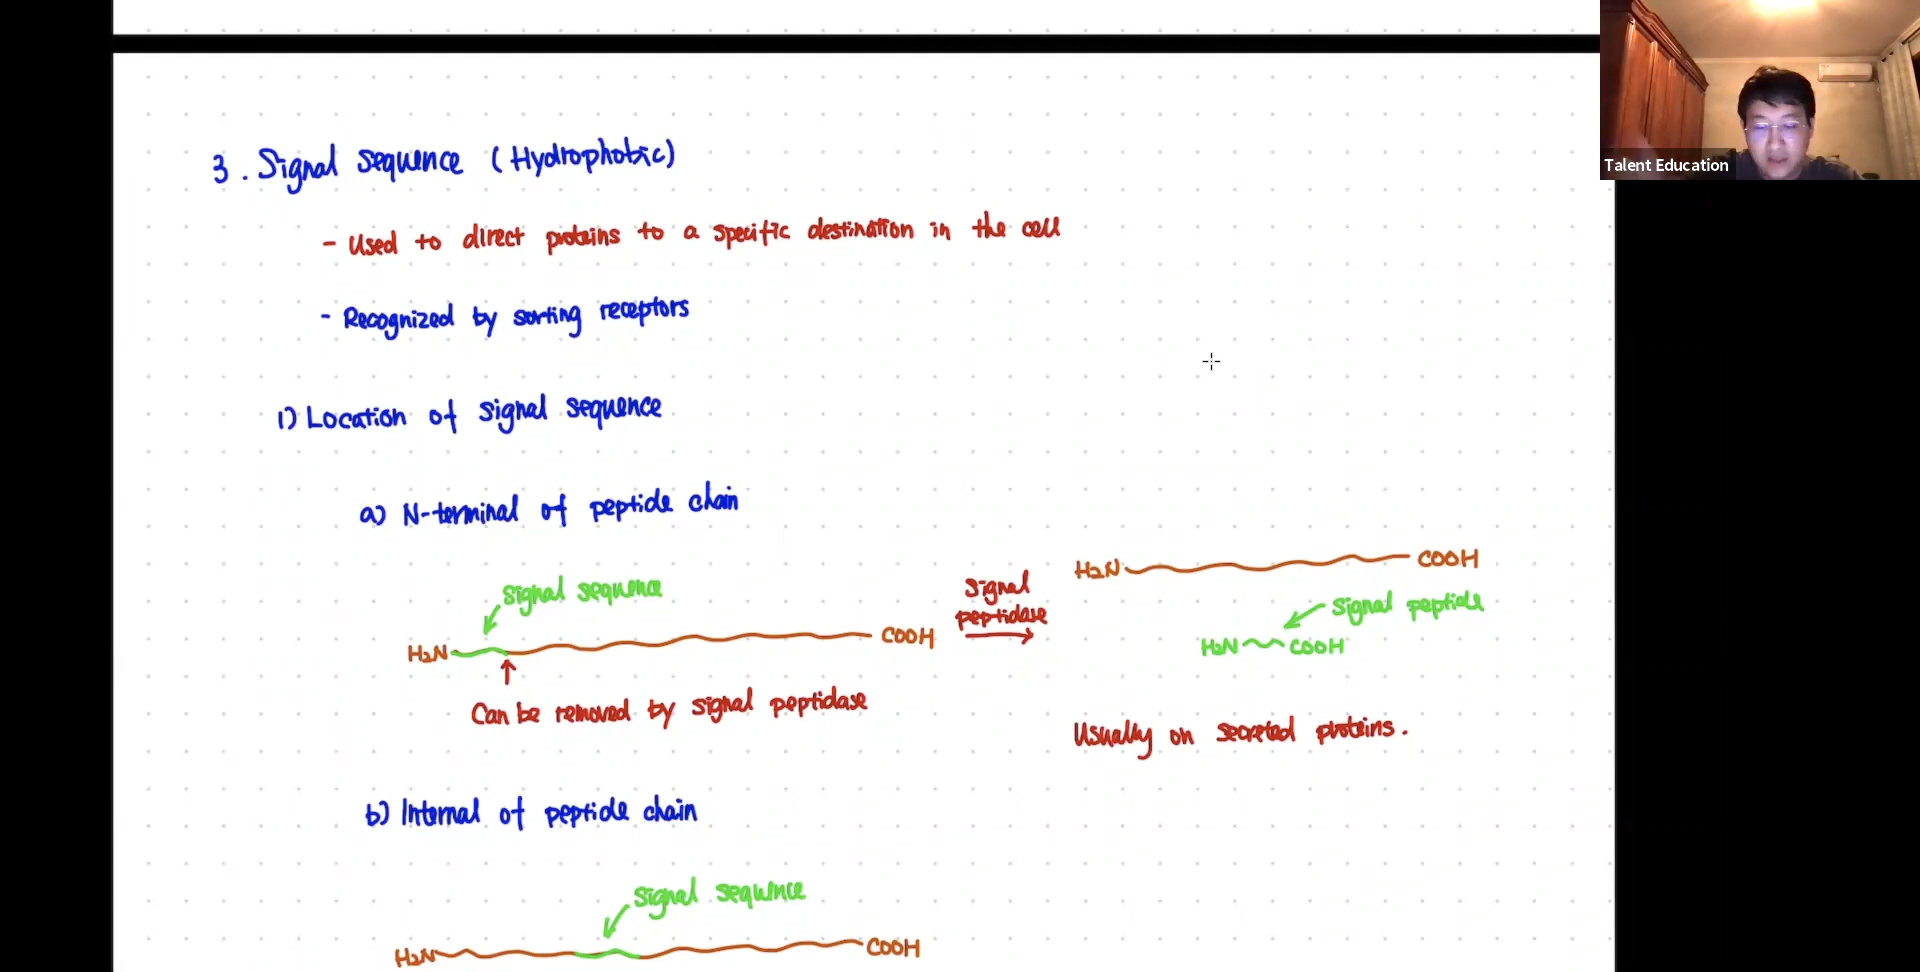 Talent Education
3. Signal sequence (Hydrophobic)
- Used to direct proteins to a specific destination in the cell
- Recognized by sorting receptors
1) Location of signal sequence
a) N-terminal of peptide chain
signal sequence
H2N COOH
Can be removed by signal peptidase
signal
peptidase
H2N COOH
signal peptide
H2N COOH
Usually on secreted proteins.
b) Internal of peptide chain
signal sequence
H2N COOH